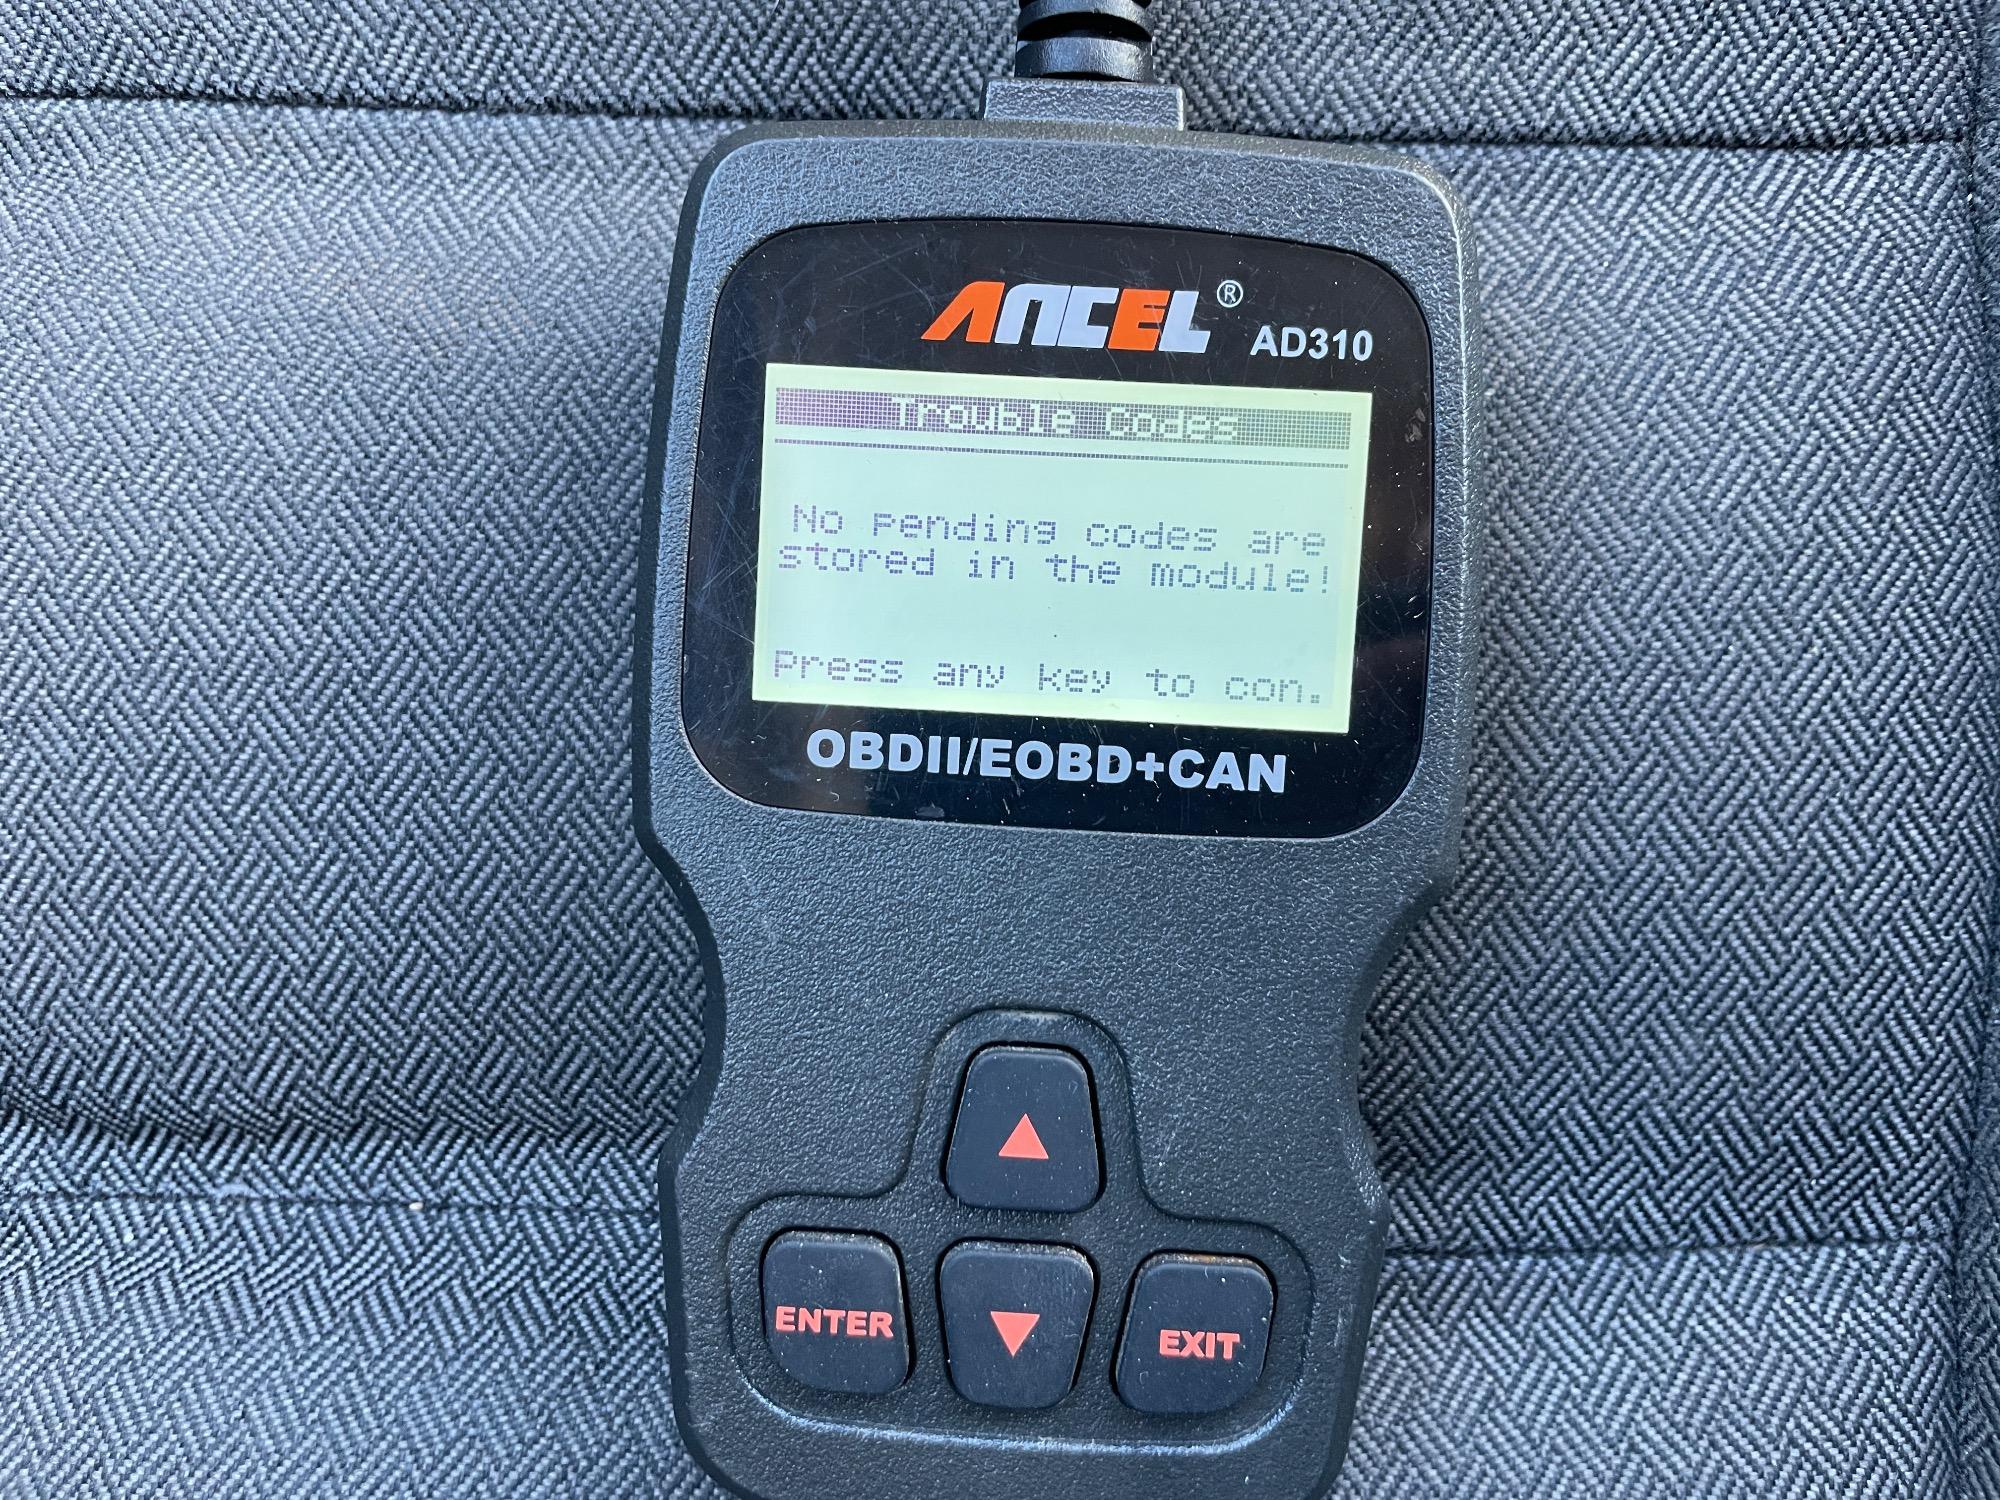 ANCEL®
AD310
Trouble Codes
No pending codes are
stored in the module!
Press any key to con.
OBDII/EOBD+CAN
▲
ENTER
▼
EXIT